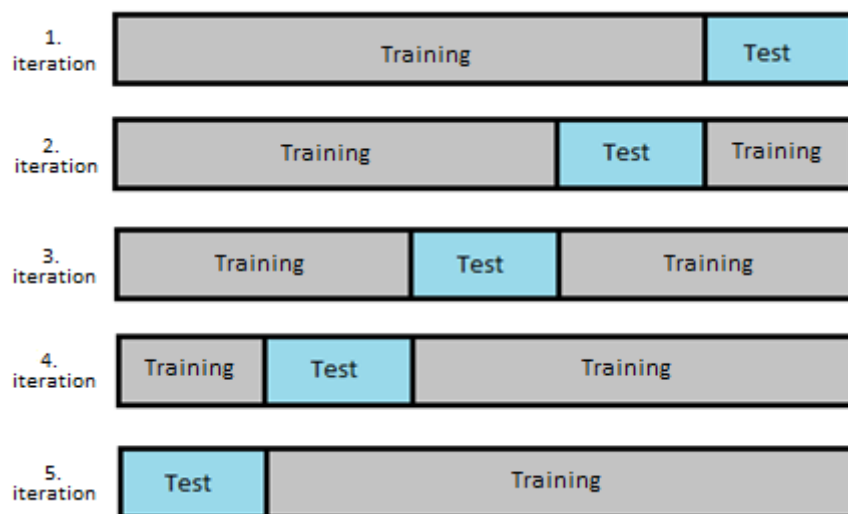 1.
iteration
Training Test
2.
iteration
Training Test Training
3.
iteration
Training Test Training
4.
iteration
Training Test Training
5.
iteration
Test Training